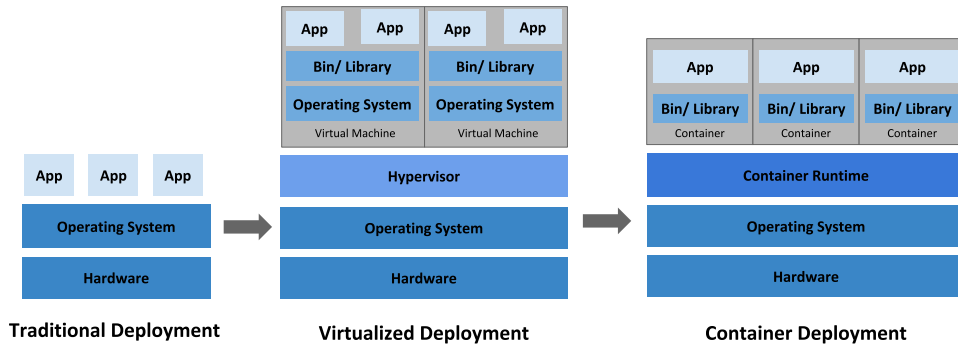 App
App
App
Operating System
Hardware
Traditional Deployment
App
App
Bin/ Library
Operating System
Virtual Machine
App
App
Bin/ Library
Operating System
Virtual Machine
Hypervisor
Operating System
Hardware
Virtualized Deployment
App
Bin/ Library
Container
App
Bin/ Library
Container
App
Bin/ Library
Container
Container Runtime
Operating System
Hardware
Container Deployment